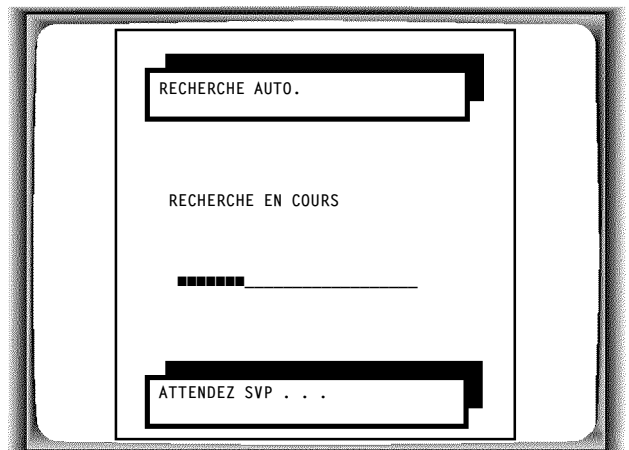 RECHERCHE AUTO.
RECHERCHE EN COURS
ATTENDEZ SVP . . .